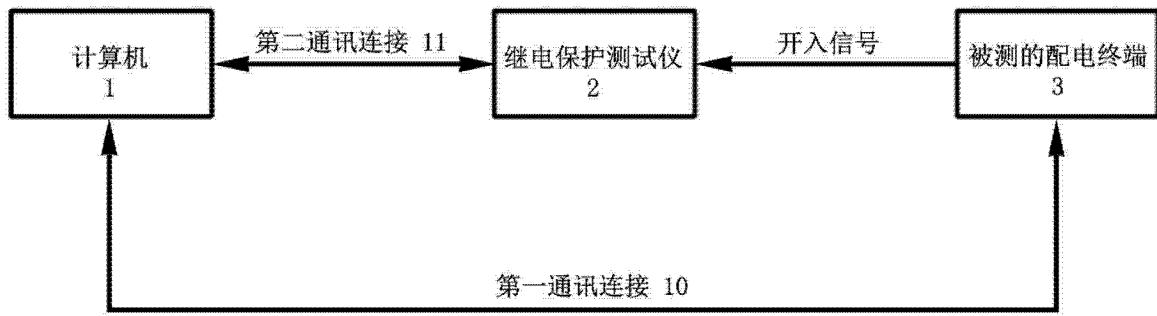 计算机
1
第二通讯连接 11
继电保护测试仪
2
开入信号
被测的配电终端
3
第一通讯连接 10